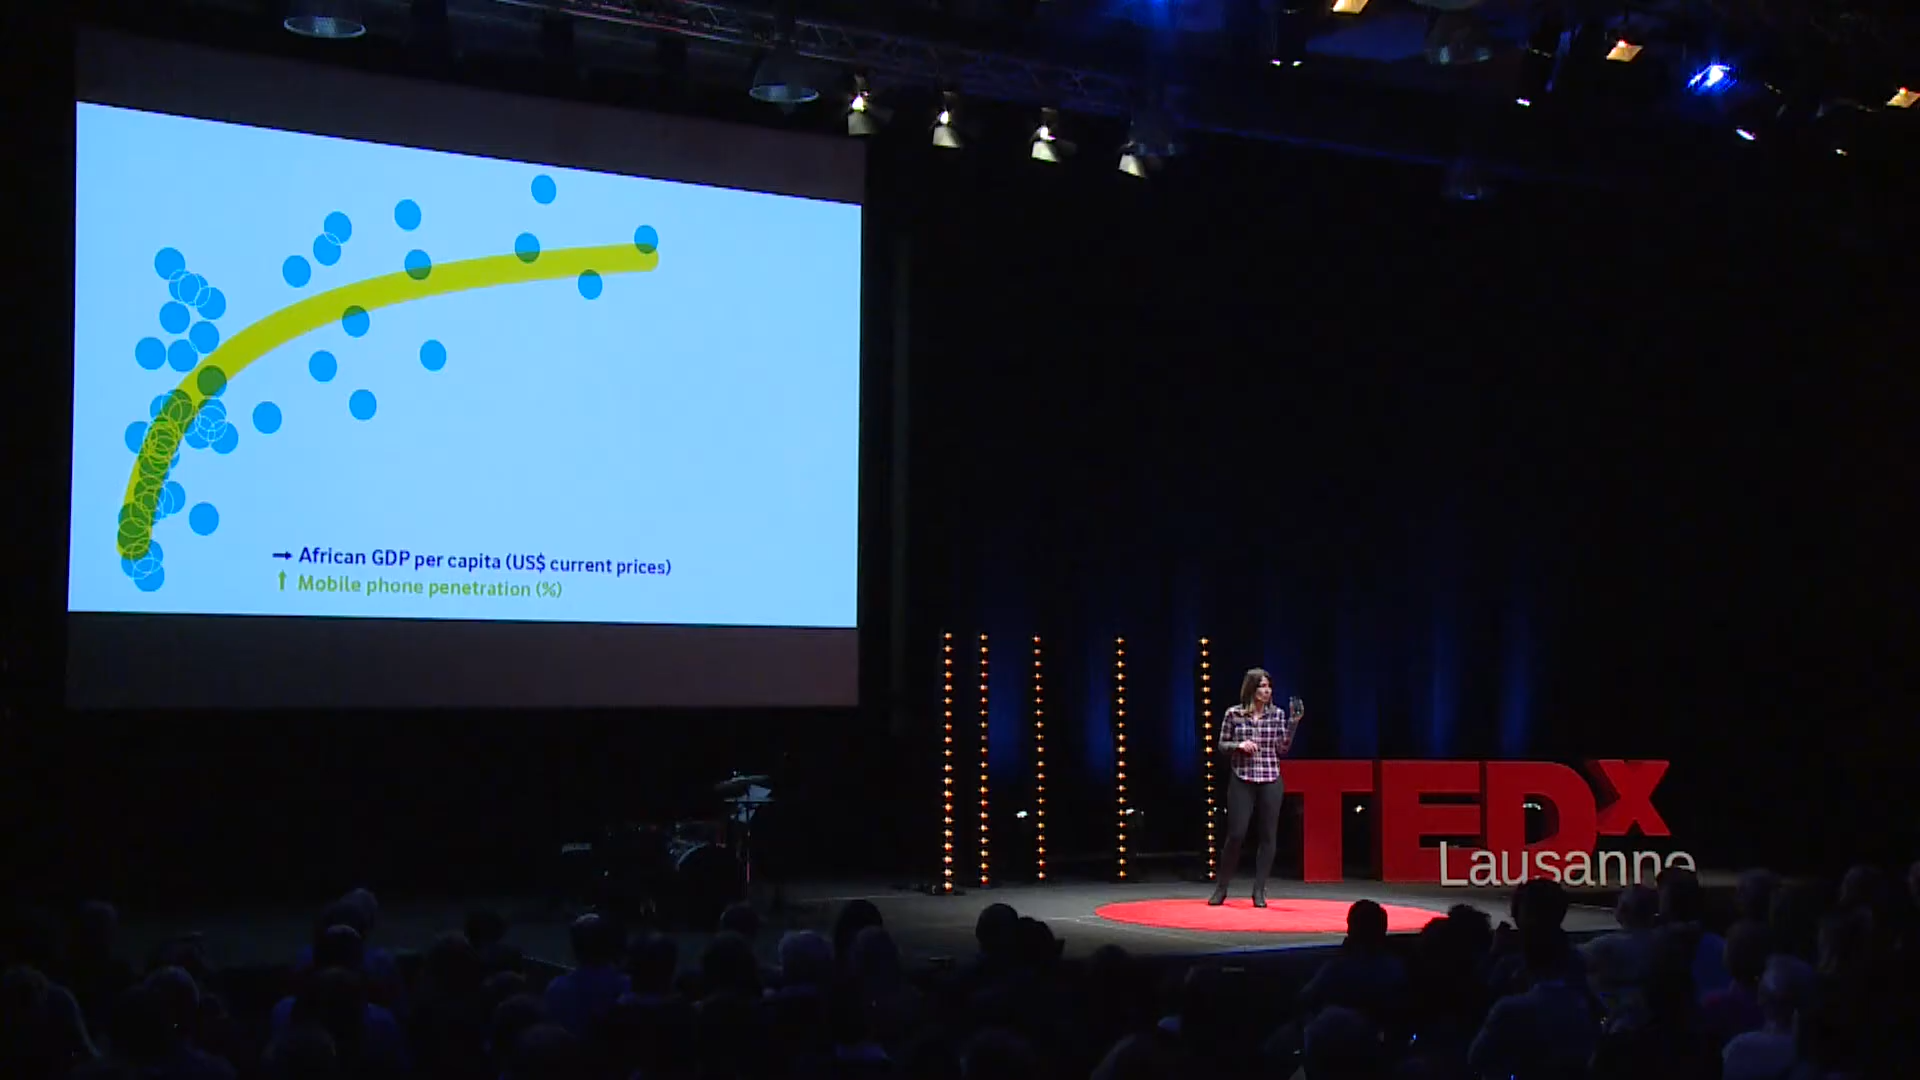 → African GDP per capita (US$ current prices)
↑ Mobile phone penetration (%)
TEDx
Lausanne